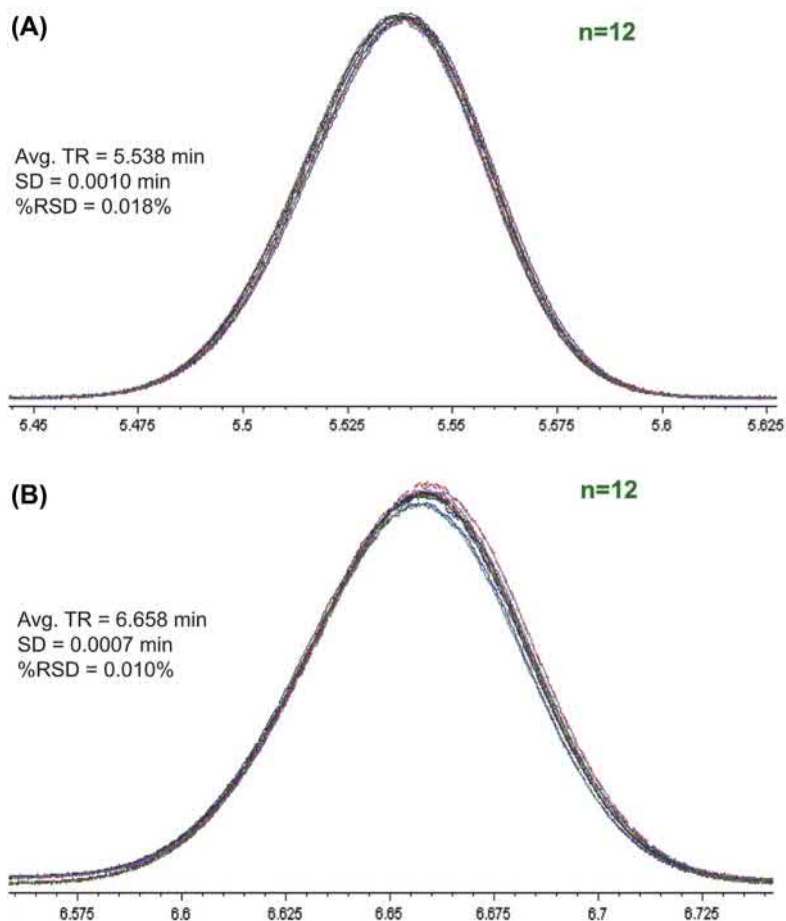 (A)
n=12
Avg. TR = 5.538 min
SD = 0.0010 min
%RSD = 0.018%
5.45 5.475 5.5 5.525 5.55 5.575 5.6 5.625
(B)
n=12
Avg. TR = 6.658 min
SD = 0.0007 min
%RSD = 0.010%
6.575 6.6 6.625 6.65 6.675 6.7 6.725